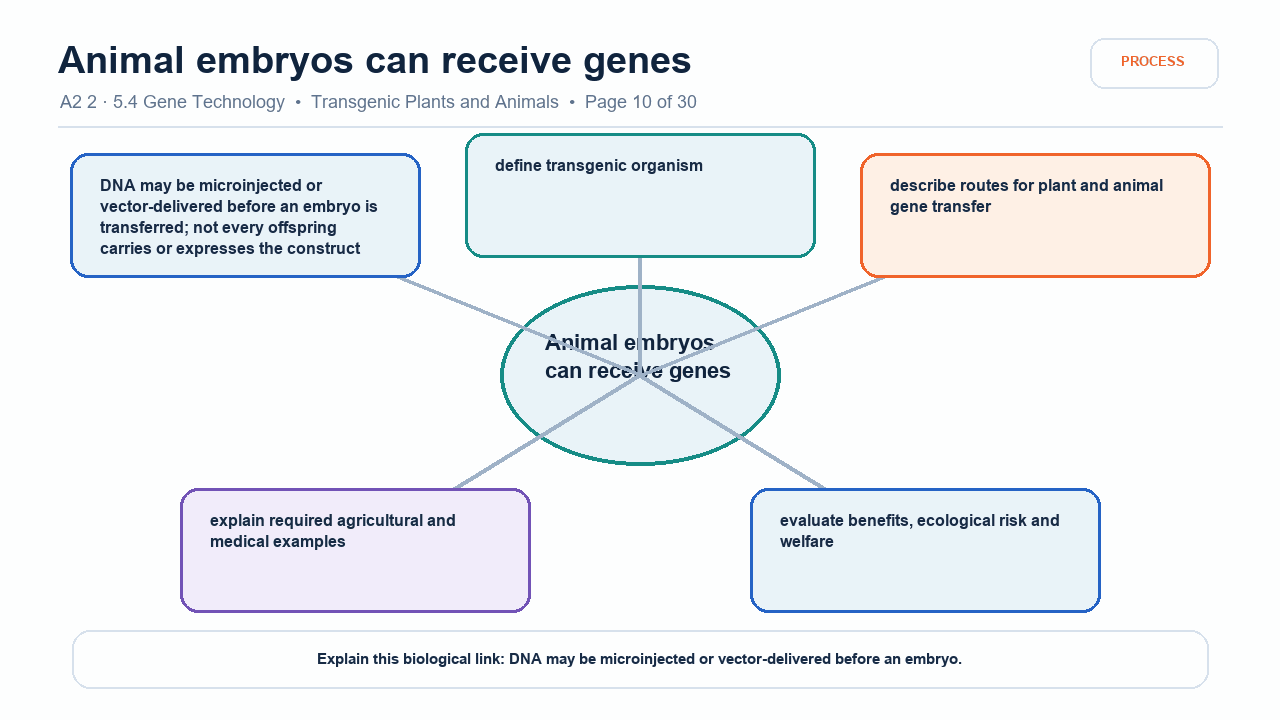 Animal embryos can receive genes
PROCESS
A2 2 · 5.4 Gene Technology • Transgenic Plants and Animals • Page 10 of 30
DNA may be microinjected or
vector-delivered before an embryo is
transferred; not every offspring
carries or expresses the construct
define transgenic organism
describe routes for plant and animal
gene transfer
Animal embryos
can receive genes
explain required agricultural and
medical examples
evaluate benefits, ecological risk and
welfare
Explain this biological link: DNA may be microinjected or vector-delivered before an embryo.